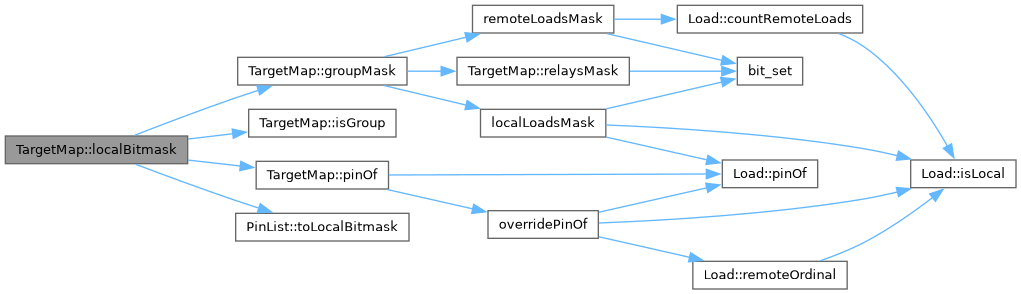 TargetMap::localBitmask
TargetMap::groupMask
TargetMap::isGroup
TargetMap::pinOf
PinList::toLocalBitmask
remoteLoadsMask
TargetMap::relaysMask
localLoadsMask
overridePinOf
Load::countRemoteLoads
bit_set
Load::pinOf
Load::remoteOrdinal
Load::isLocal